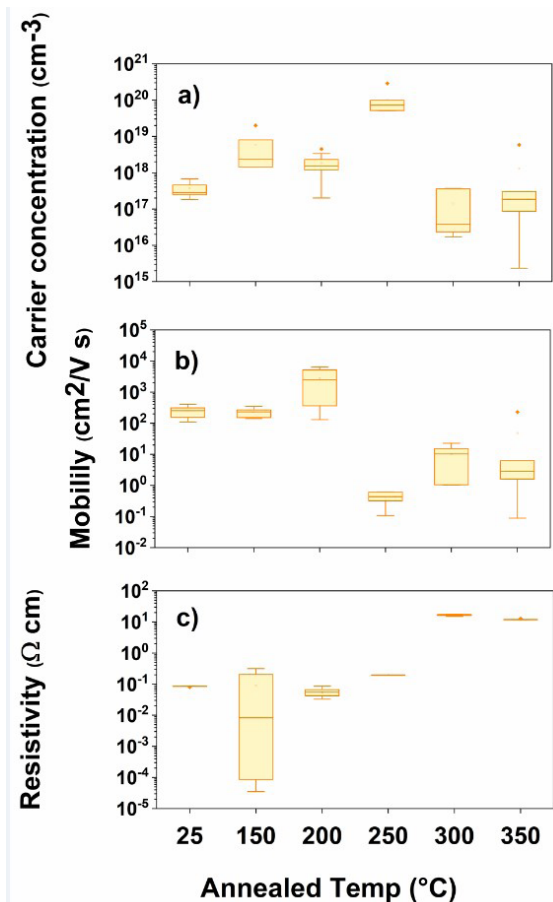 Carrier concentration (cm-3)
10^21
10^20
10^19
10^18
10^17
10^16
10^15
a)
Mobilily (cm2/V s)
10^5
10^4
10^3
10^2
10^1
10^0
10^-1
10^-2
b)
Resistivity (Ω cm)
10^2
10^1
10^0
10^-1
10^-2
10^-3
10^-4
10^-5
c)
25 150 200 250 300 350
Annealed Temp (°C)